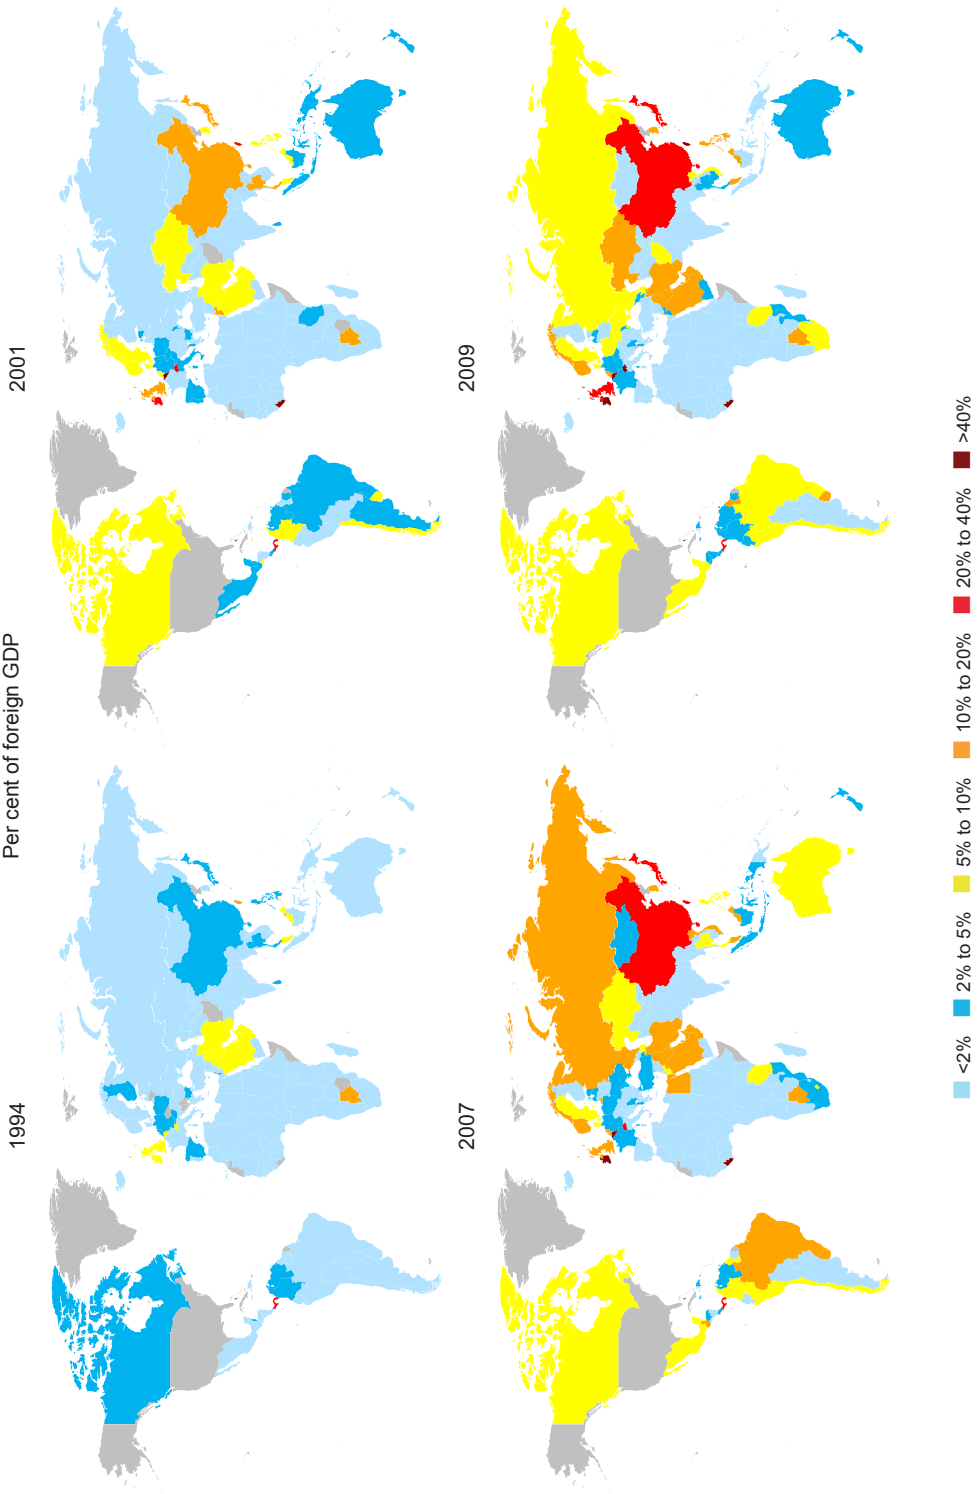 Per cent of foreign GDP
1994
2001
2007
2009
<2%
2% to 5%
5% to 10%
10% to 20%
20% to 40%
>40%